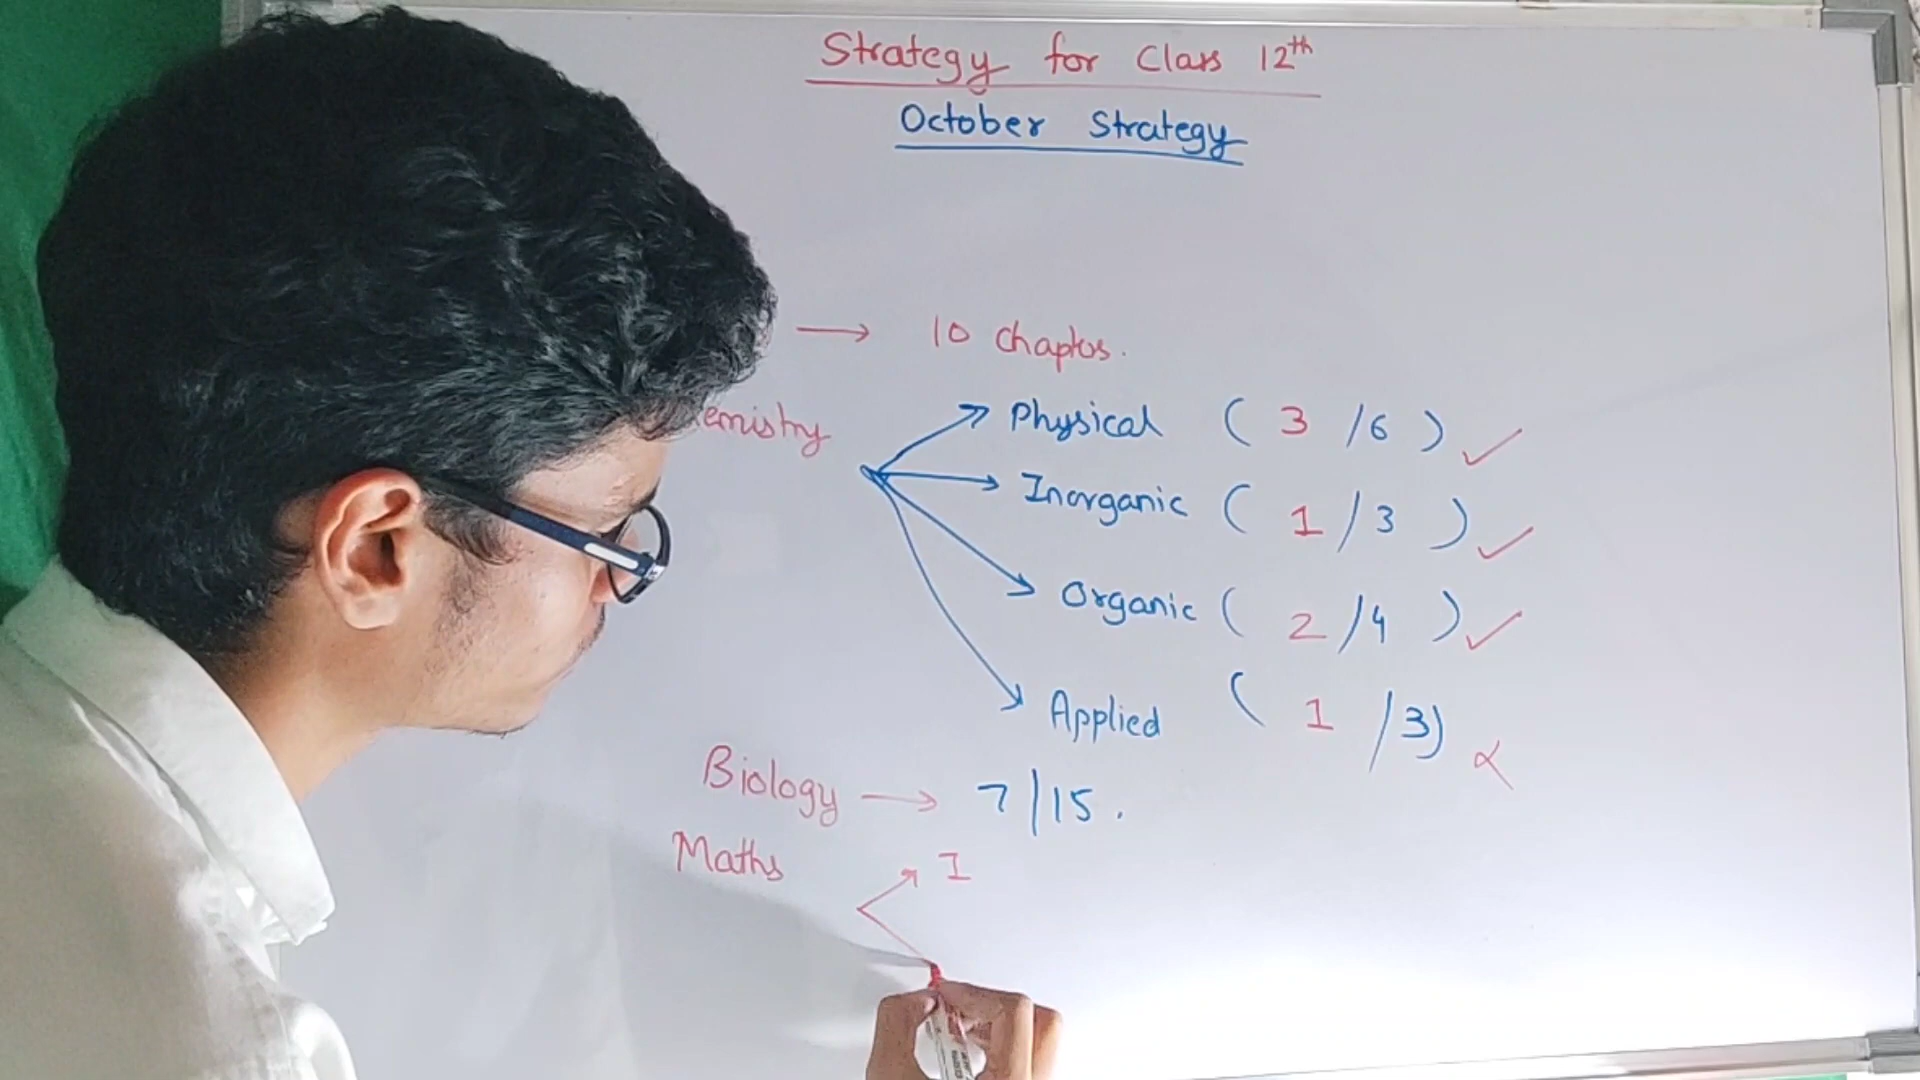 Strategy for Class 12th
October Strategy
→ 10 Chaptos.
emistry
Physical ( 3 /6 ) ✓
Inorganic ( 1 / 3 ) ✓
Organic ( 2 / 4 ) ✓
Applied ( 1 / 3)
Biology → 7 | 15 .
Maths
I